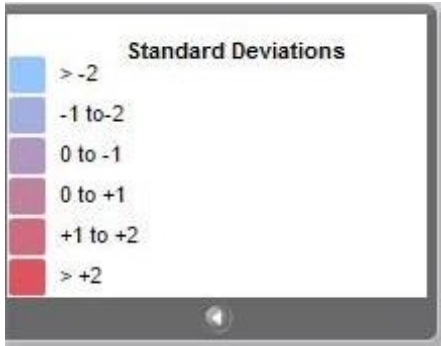 Standard Deviations
> -2
-1 to-2
0 to -1
0 to +1
+1 to +2
> +2